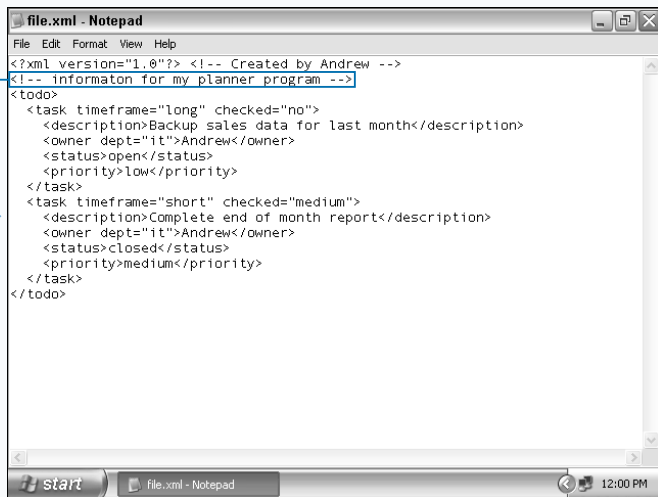 file.xml - Notepad
File Edit Format View Help
<?xml version="1.0"?> <!-- Created by Andrew -->
<!-- informaton for my planner program -->
<todo>
<task timeframe="long" checked="no">
<description>Backup sales data for last month</description>
<owner dept="it">Andrew</owner>
<status>open</status>
<priority>low</priority>
</task>
<task timeframe="short" checked="medium">
<description>Complete end of month report</description>
<owner dept="it">Andrew</owner>
<status>closed</status>
<priority>medium</priority>
</task>
</todo>
start file.xml - Notepad 12:00 PM